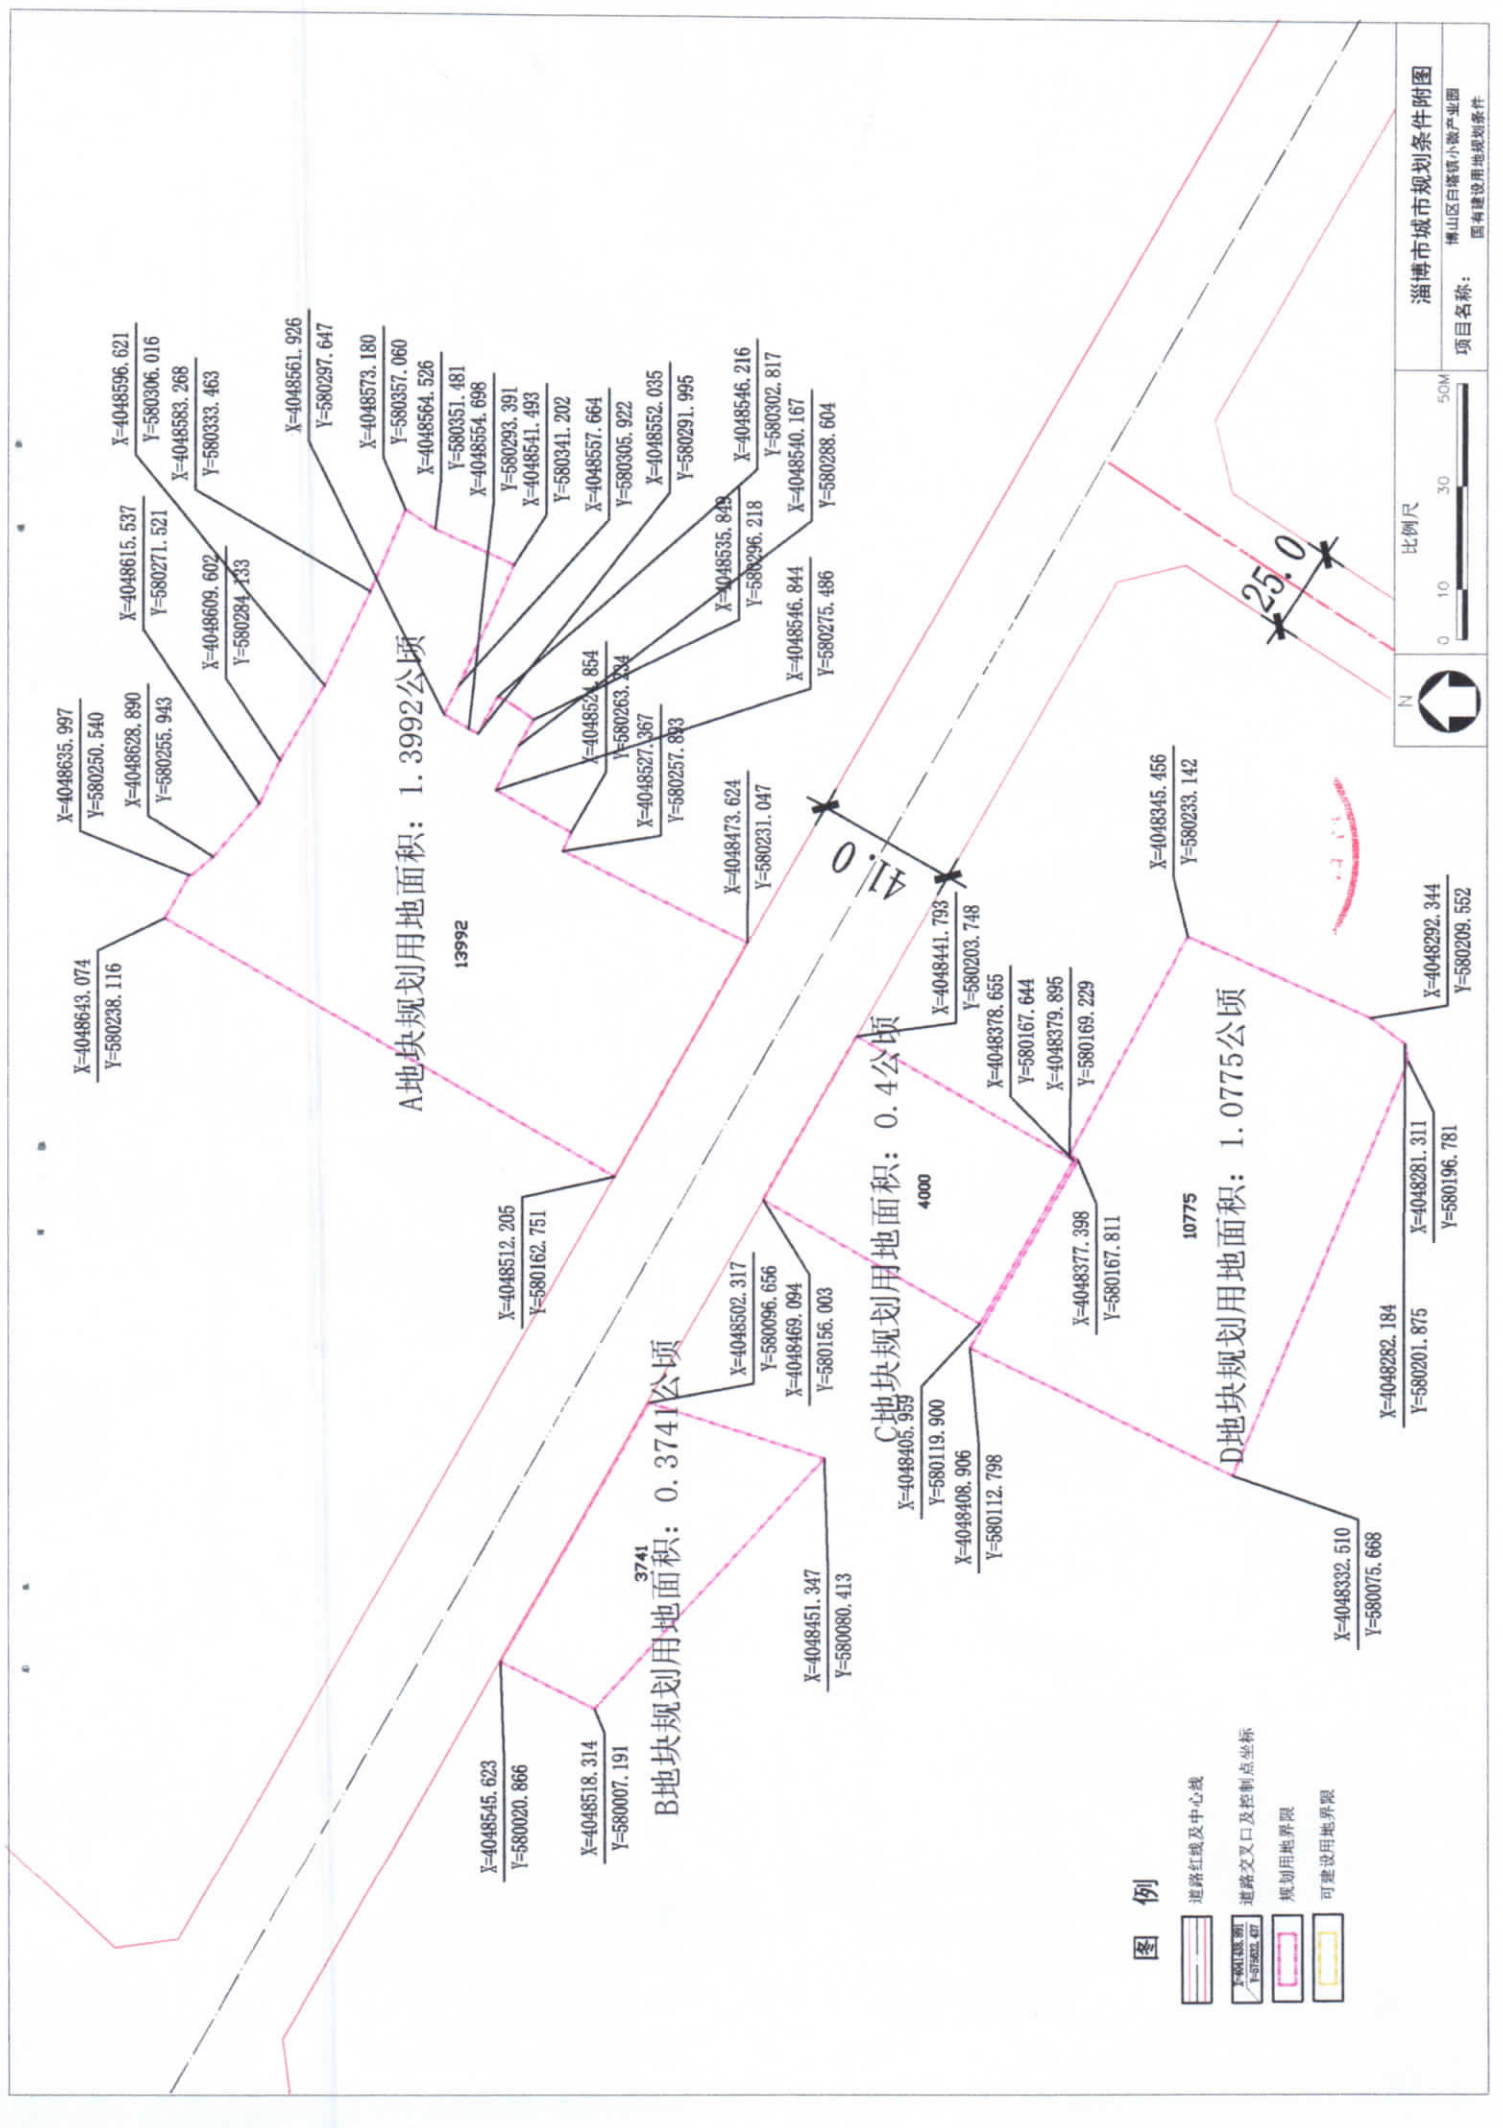 淄博市城市规划条件附图
项目名称：
博山区白塔镇小微产业园
国有建设用地规划条件
比例尺
0 10 30 50M
N
X=4048643.074
Y=580238.116
X=4048635.997
Y=580250.540
X=4048628.890
Y=580255.943
X=4048615.537
Y=580271.521
X=4048609.602
Y=580284.133
X=4048596.621
Y=580306.016
X=4048583.268
Y=580333.463
X=4048561.926
Y=580297.647
X=4048573.180
Y=580357.060
X=4048564.526
Y=580351.481
X=4048554.698
Y=580293.391
X=4048541.493
Y=580341.202
X=4048557.664
Y=580305.922
X=4048552.035
Y=580291.995
X=4048546.216
Y=580302.817
X=4048540.167
Y=580288.604
X=4048535.849
Y=580296.218
X=4048546.844
Y=580275.486
Y=580263.234
X=4048527.367
Y=580257.893
X=4048473.624
Y=580231.047
X=4048512.205
Y=580162.751
A地块规划用地面积：1.3992公顷
13992
41.0
25.0
X=4048502.317
Y=580096.656
X=4048469.094
Y=580156.003
X=4048545.623
Y=580020.866
X=4048518.314
Y=580007.191
X=4048451.347
Y=580080.413
B地块规划用地面积：0.3741公顷
3741
X=4048441.793
Y=580203.748
X=4048378.655
Y=580167.644
X=4048379.895
Y=580169.229
X=4048377.398
Y=580167.811
X=4048405.959
Y=580119.900
X=4048408.906
Y=580112.798
C地块规划用地面积：0.4公顷
4000
X=4048345.456
Y=580233.142
X=4048292.344
Y=580209.552
X=4048281.311
Y=580196.781
X=4048282.184
Y=580201.875
X=4048332.510
Y=580075.668
D地块规划用地面积：1.0775公顷
10775
图 例
道路红线及中心线
道路交叉口及控制点坐标
规划用地界限
可建设用地界限